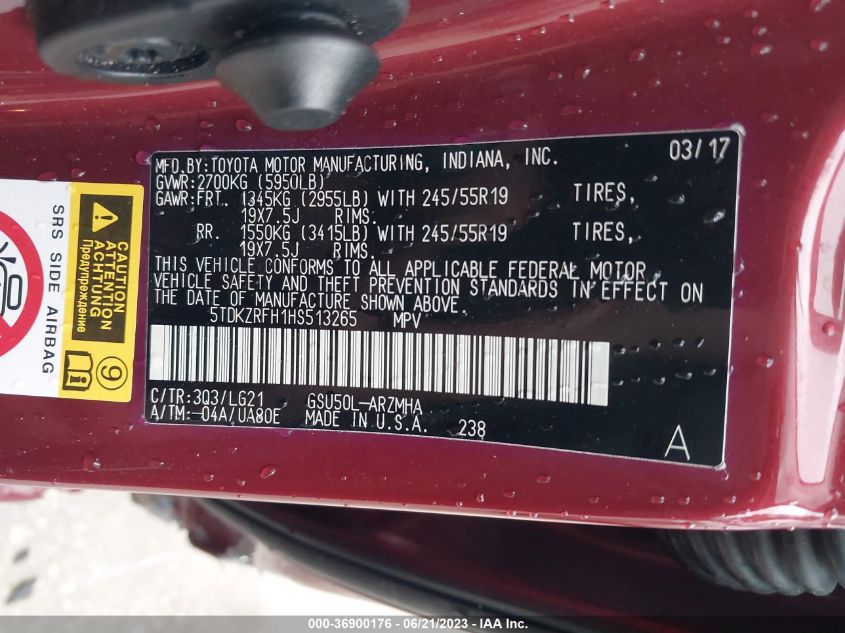 MFD.BY:TOYOTA MOTOR MANUFACTURING, INDIANA, INC. 03/17
GVWR:2700KG (5950LB)
GAWR:FRT. 1345KG (2955LB) WITH 245/55R19 TIRES,
19X7.5J RIMS.
RR. 1550KG (3415LB) WITH 245/55R19 TIRES,
19X7.5J RIMS.
THIS VEHICLE CONFORMS TO ALL APPLICABLE FEDERAL MOTOR
VEHICLE SAFETY AND THEFT PREVENTION STANDARDS IN EFFECT ON
THE DATE OF MANUFACTURE SHOWN ABOVE.
5TDKZRFH1HS513265 MPV
C/TR:3Q3/LG21 GSU50L-ARZMHA
A/TM:-04A/UA80E MADE IN U.S.A. 238
A
SRS SIDE AIRBAG
CAUTION
ATTENTION
ACHTUNG
Предупреждение
9
000-36900176 - 06/21/2023 - IAA Inc.